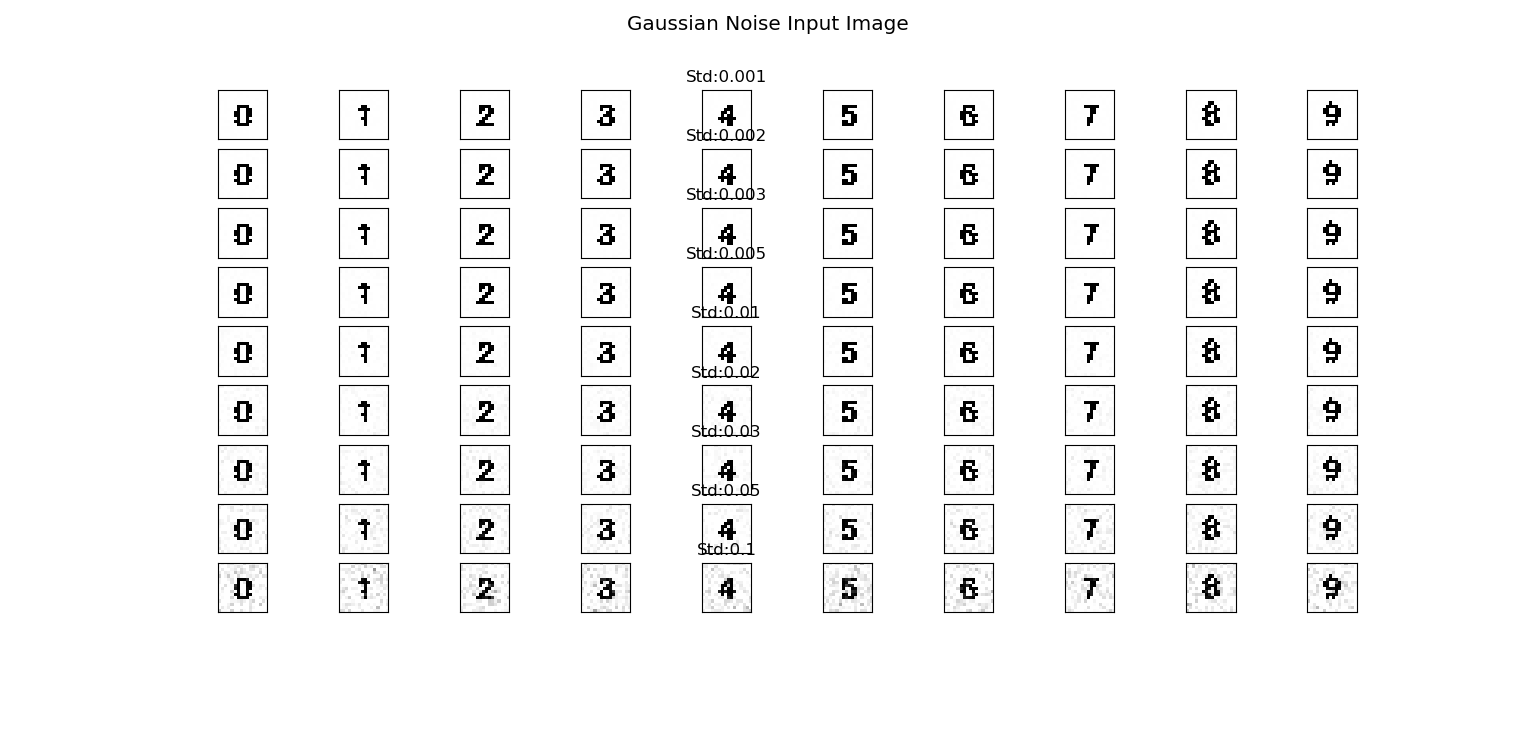 Gaussian Noise Input Image
Std:0.001
0 1 2 3 4 5 6 7 8 9
Std:0.002
0 1 2 3 4 5 6 7 8 9
Std:0.003
0 1 2 3 4 5 6 7 8 9
Std:0.005
0 1 2 3 4 5 6 7 8 9
Std:0.01
0 1 2 3 4 5 6 7 8 9
Std:0.02
0 1 2 3 4 5 6 7 8 9
Std:0.03
0 1 2 3 4 5 6 7 8 9
Std:0.05
0 1 2 3 4 5 6 7 8 9
Std:0.1
0 1 2 3 4 5 6 7 8 9